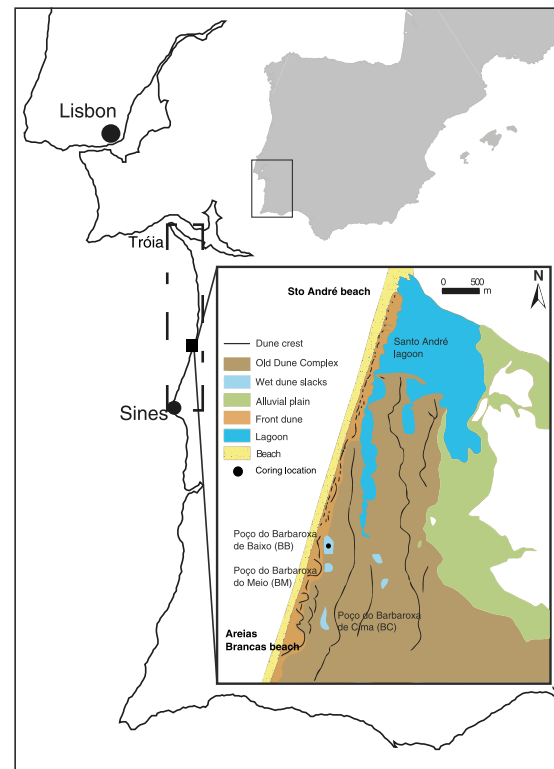 Lisbon
Tróia
Sines
N
0 500
m
Sto André beach
Santo André
lagoon
Dune crest
Old Dune Complex
Wet dune slacks
Alluvial plain
Front dune
Lagoon
Beach
Coring location
Poço do Barbaroxa
de Baixo (BB)
Poço do Barbaroxa
do Meio (BM)
Poço do Barbaroxa
de Cima (BC)
Areias
Brancas beach